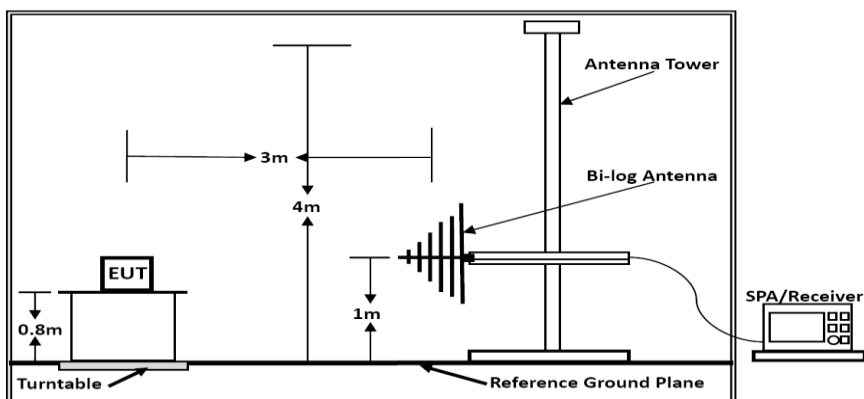 Antenna Tower
3m
Bi-log Antenna
4m
EUT
SPA/Receiver
0.8m
1m
Turntable
Reference Ground Plane